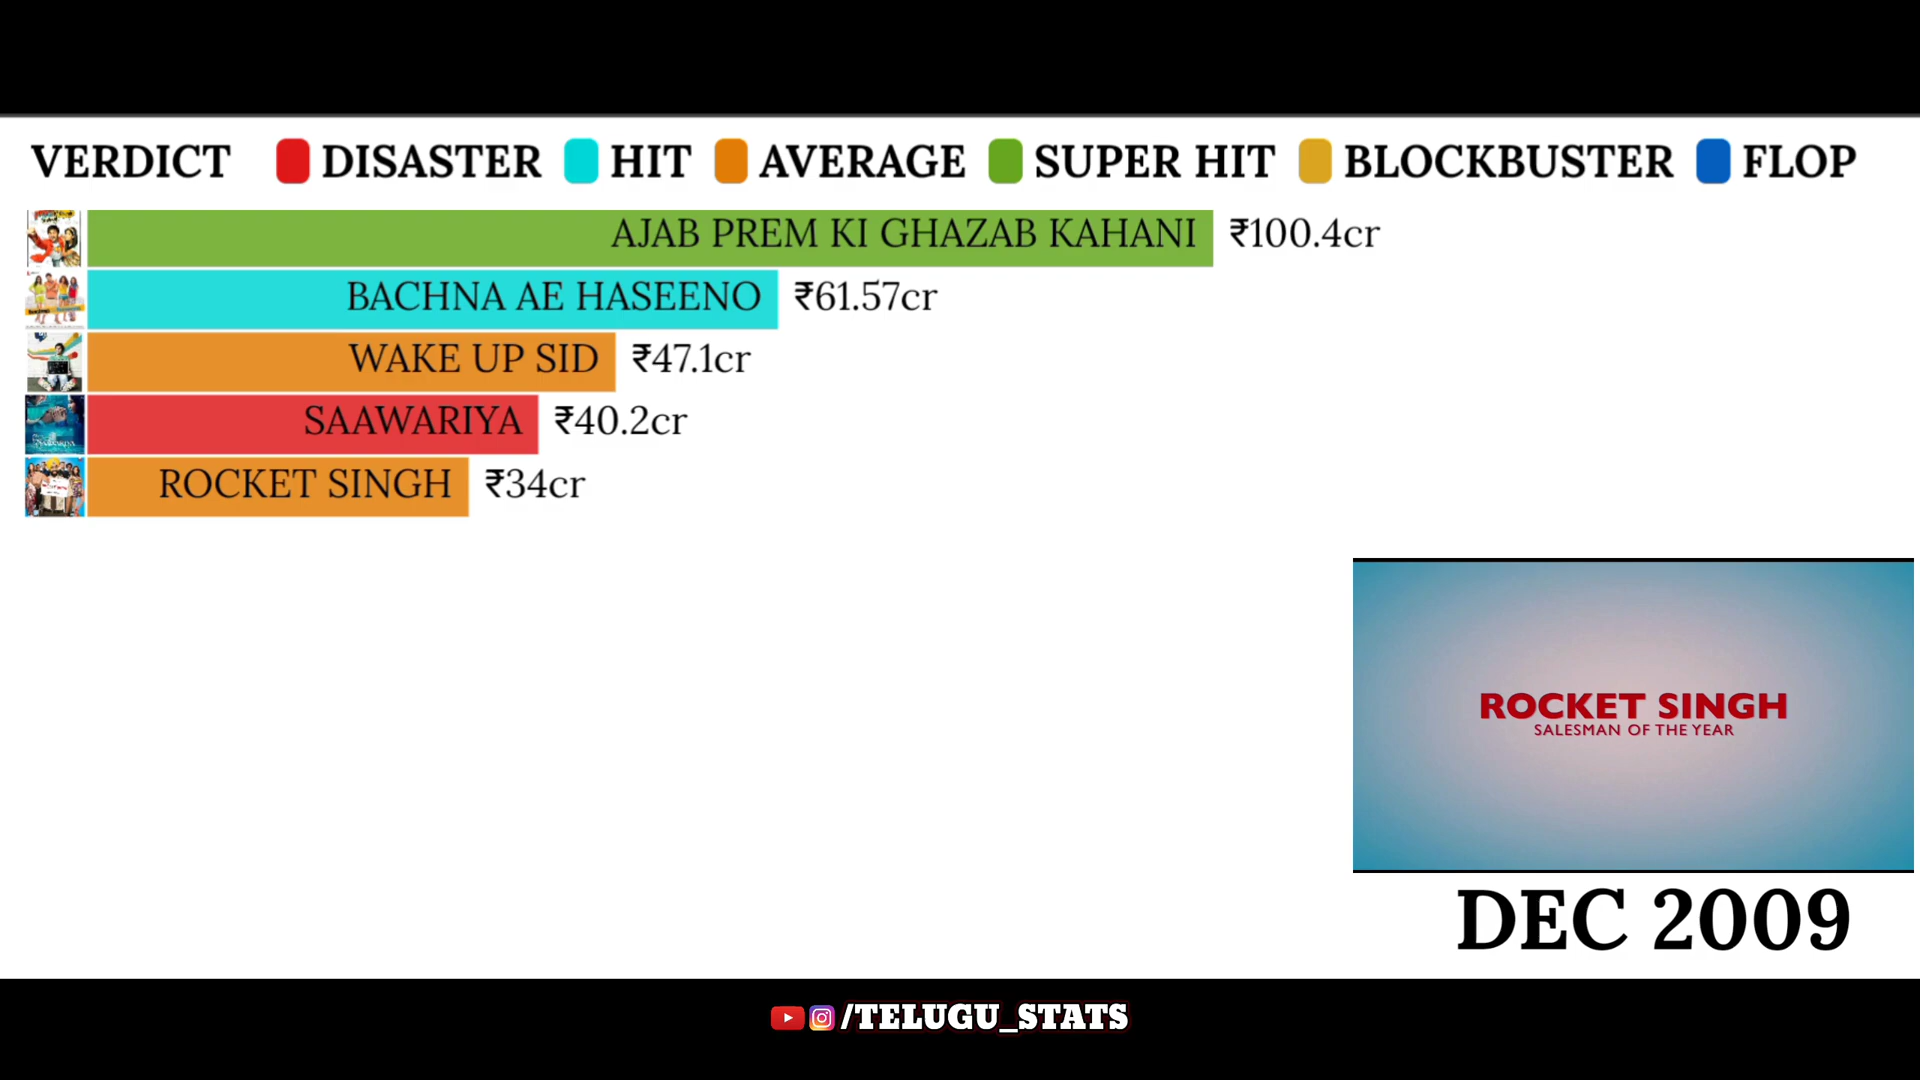 VERDICT DISASTER HIT AVERAGE SUPER HIT BLOCKBUSTER FLOP
AJAB PREM KI GHAZAB KAHANI ₹100.4cr
BACHNA AE HASEENO ₹61.57cr
WAKE UP SID ₹47.1cr
SAAWARIYA ₹40.2cr
ROCKET SINGH ₹34cr
ROCKET SINGH
SALESMAN OF THE YEAR
DEC 2009
/TELUGU_STATS